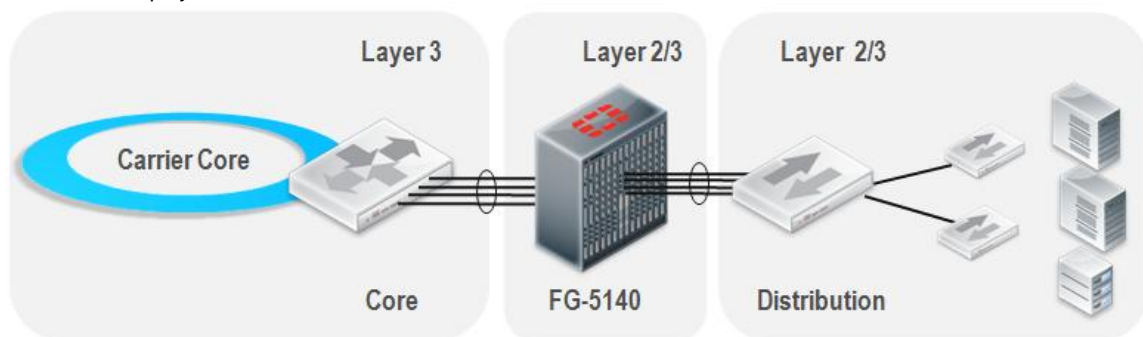 Layer 3
Layer 2/3
Layer 2/3
Carrier Core
Core
FG-5140
Distribution